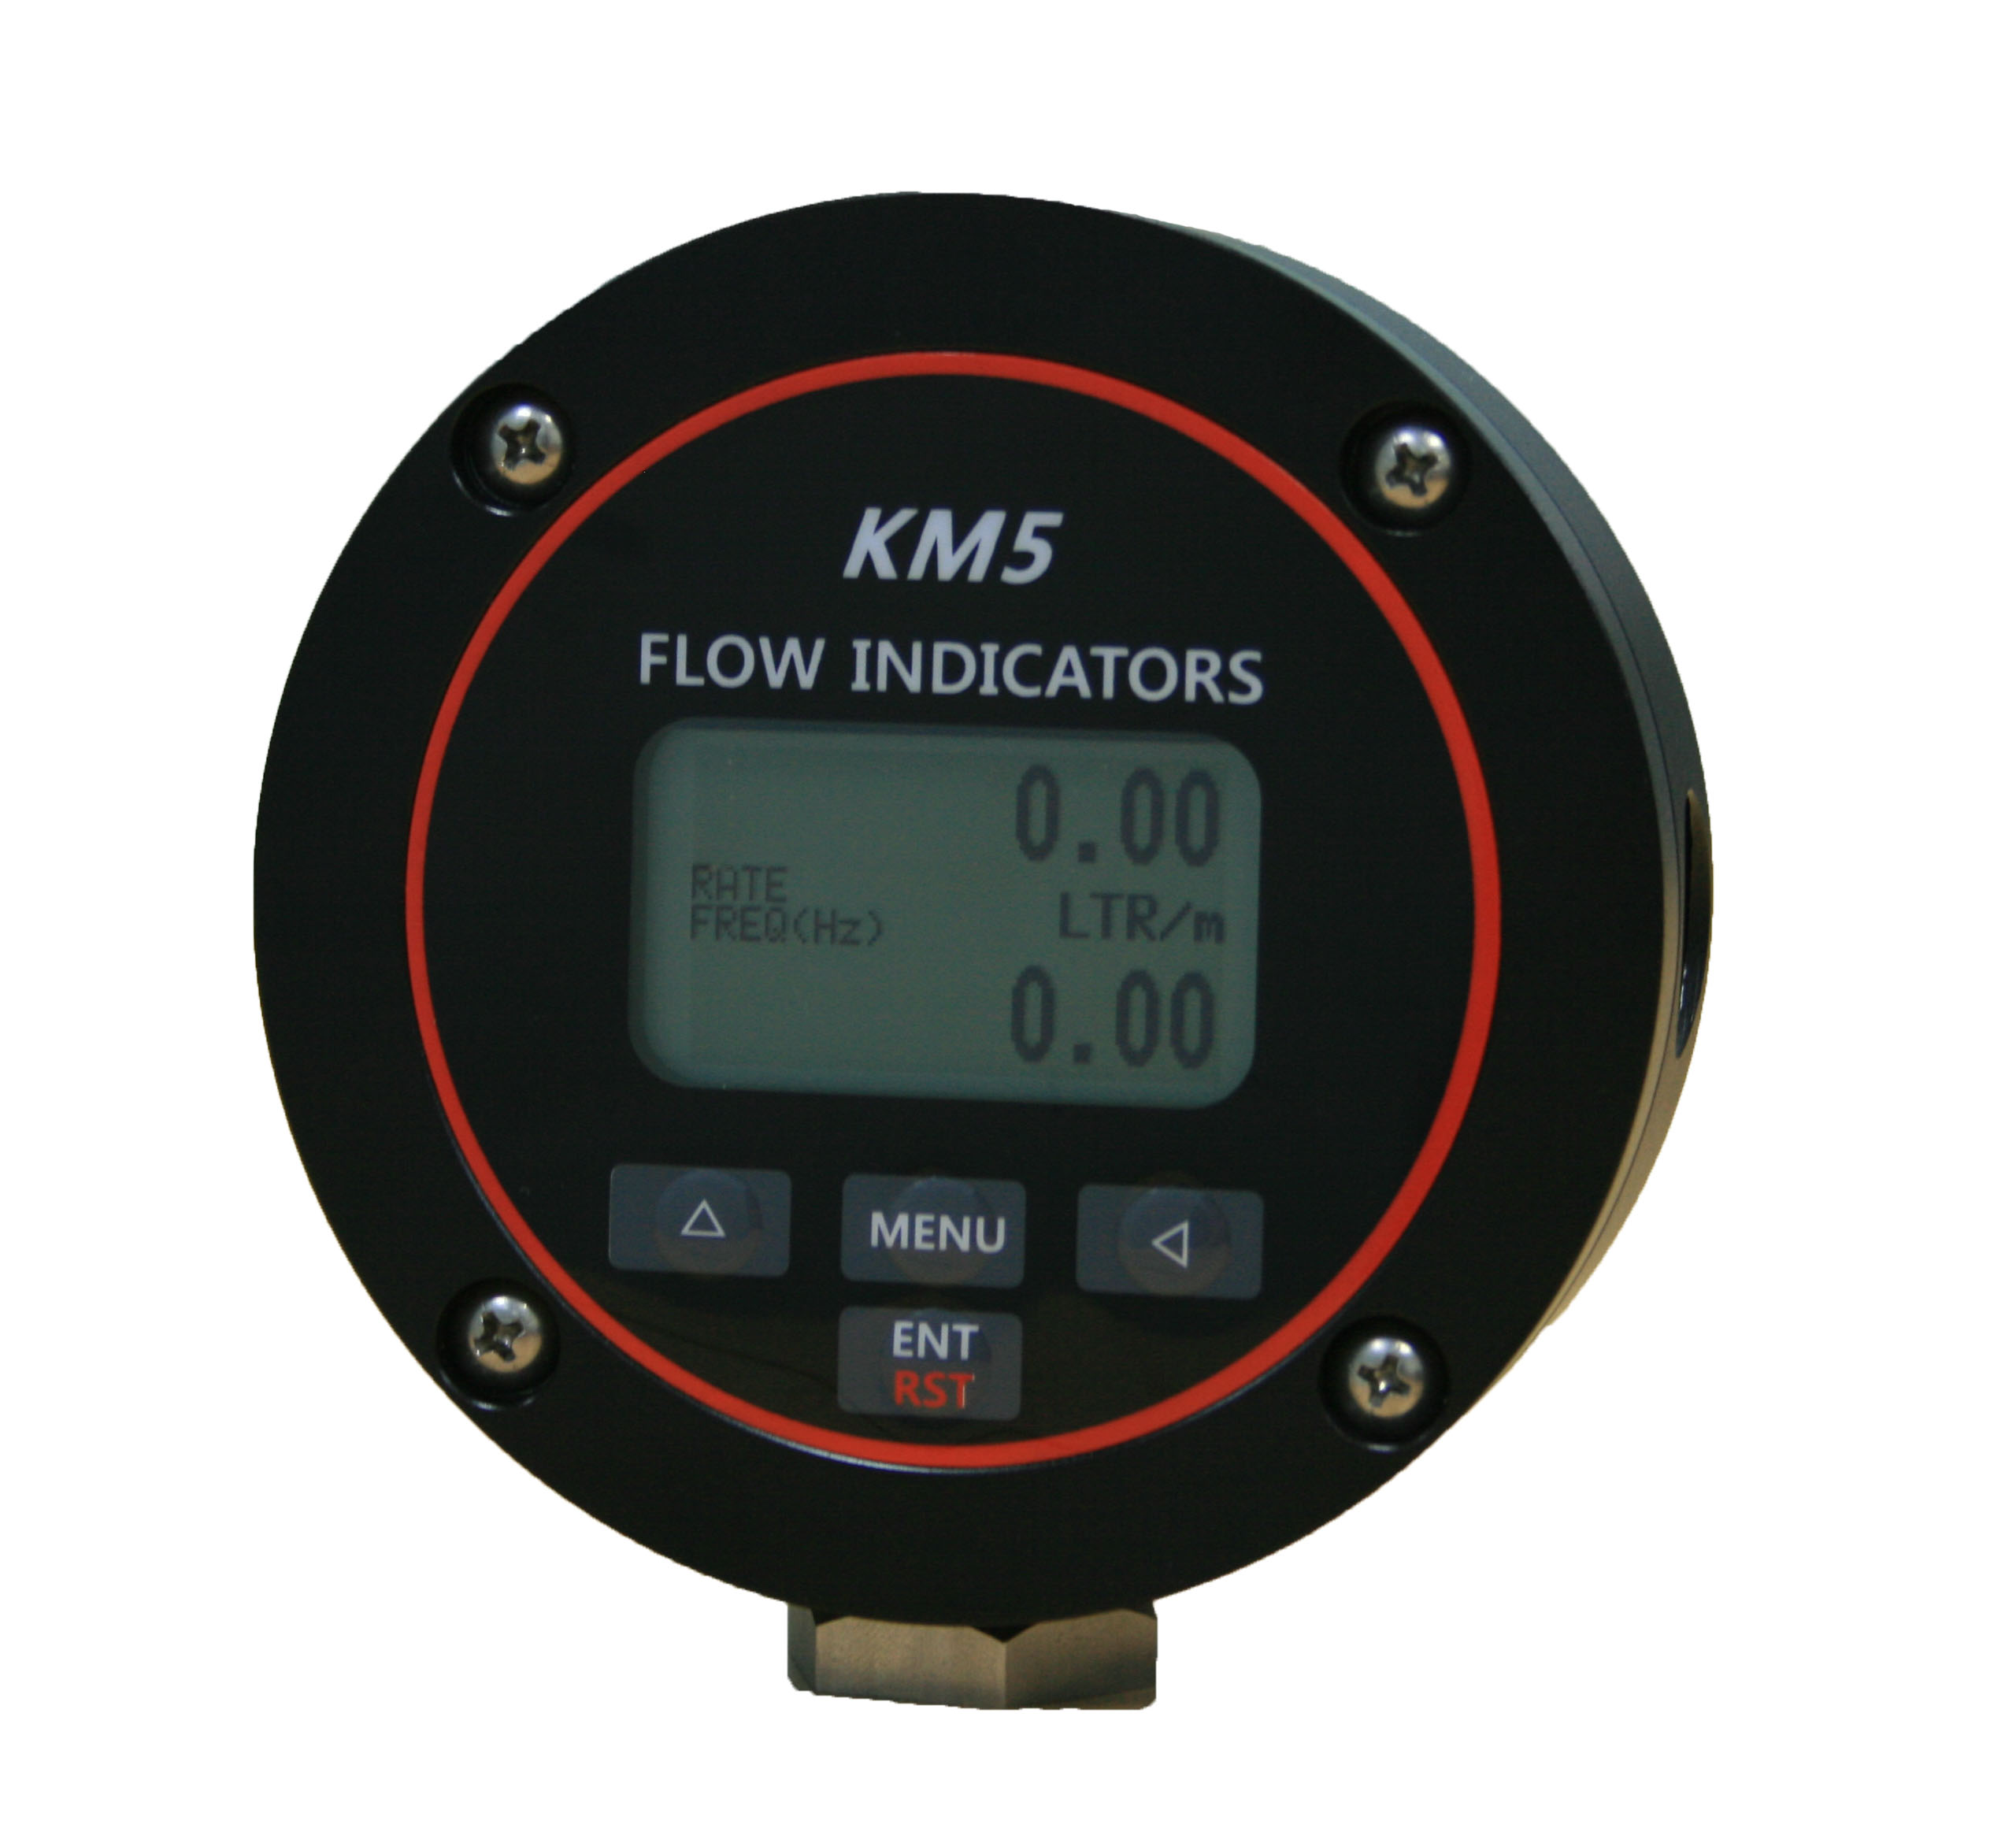 KM5
FLOW INDICATORS
0.00
RATE
FREQ(Hz) LTR/m
0.00
MENU
ENT
RST